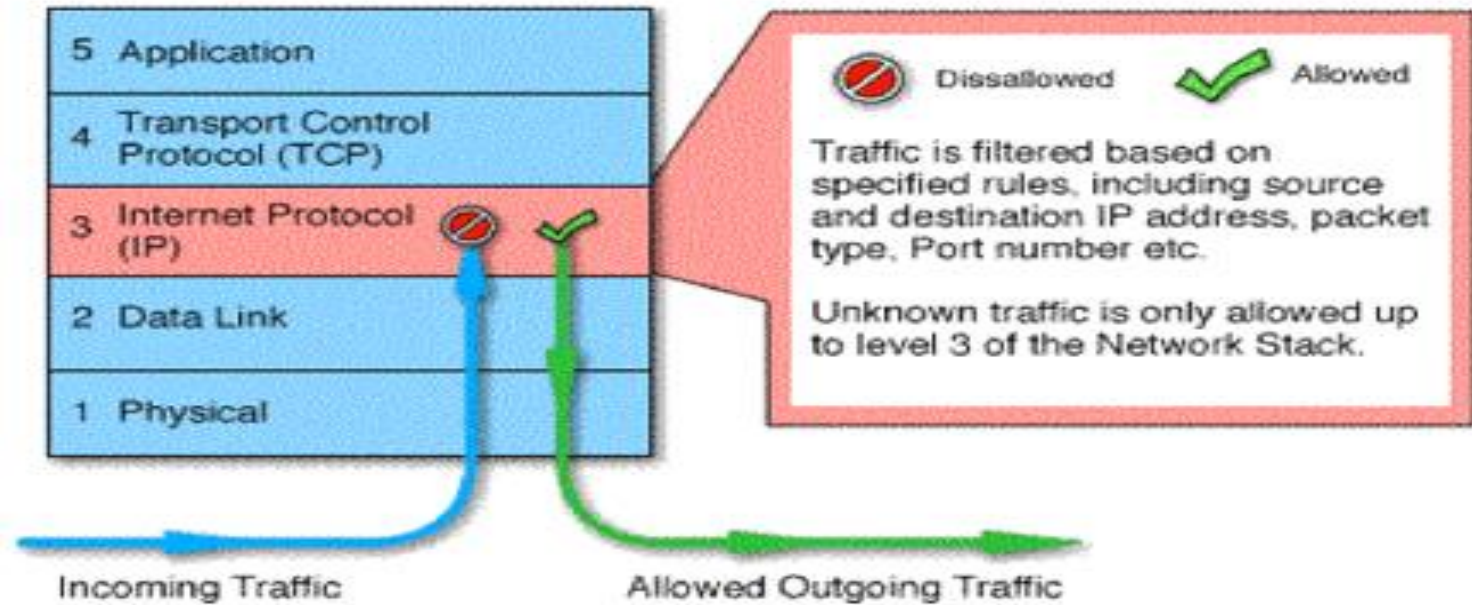 5 Application
4 Transport Control
Protocol (TCP)
3 Internet Protocol
(IP)
2 Data Link
1 Physical
Incoming Traffic
Allowed Outgoing Traffic
Dissallowed
Allowed
Traffic is filtered based on
specified rules, including source
and destination IP address, packet
type, Port number etc.
Unknown traffic is only allowed up
to level 3 of the Network Stack.